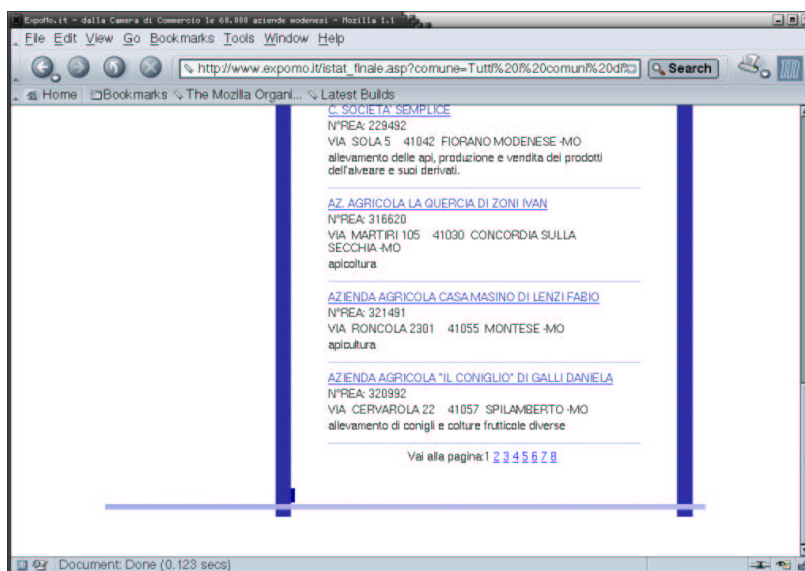 ExpoMo.it - dalla Camera di Commercio le 60.000 aziende modenesi - Mozilla 1.1
File Edit View Go Bookmarks Tools Window Help
http://www.expomo.it/istat_finale.asp?comune=Tutti%20i%20comuni%20di%20 Search
Home Bookmarks The Mozilla Organi... Latest Builds
C. SOCIETA' SEMPLICE
N°REA: 229492
VIA SOLA 5 41042 FIORANO MODENESE -MO
allevamento delle api, produzione e vendita dei prodotti
dell'alveare e suoi derivati.
AZ. AGRICOLA LA QUERCIA DI ZONI IVAN
N°REA: 316620
VIA MARTIRI 105 41030 CONCORDIA SULLA
SECCHIA -MO
apicoltura
AZIENDA AGRICOLA CASA MASINO DI LENZI FABIO
N°REA: 321491
VIA RONCOLA 2301 41055 MONTESE -MO
apicultura
AZIENDA AGRICOLA "IL CONIGLIO" DI GALLI DANIELA
N°REA: 320992
VIA CERVAROLA 22 41057 SPILAMBERTO -MO
allevamento di conigli e colture frutticole diverse
Vai alla pagina:1 2 3 4 5 6 7 8
Document: Done (0.123 secs)